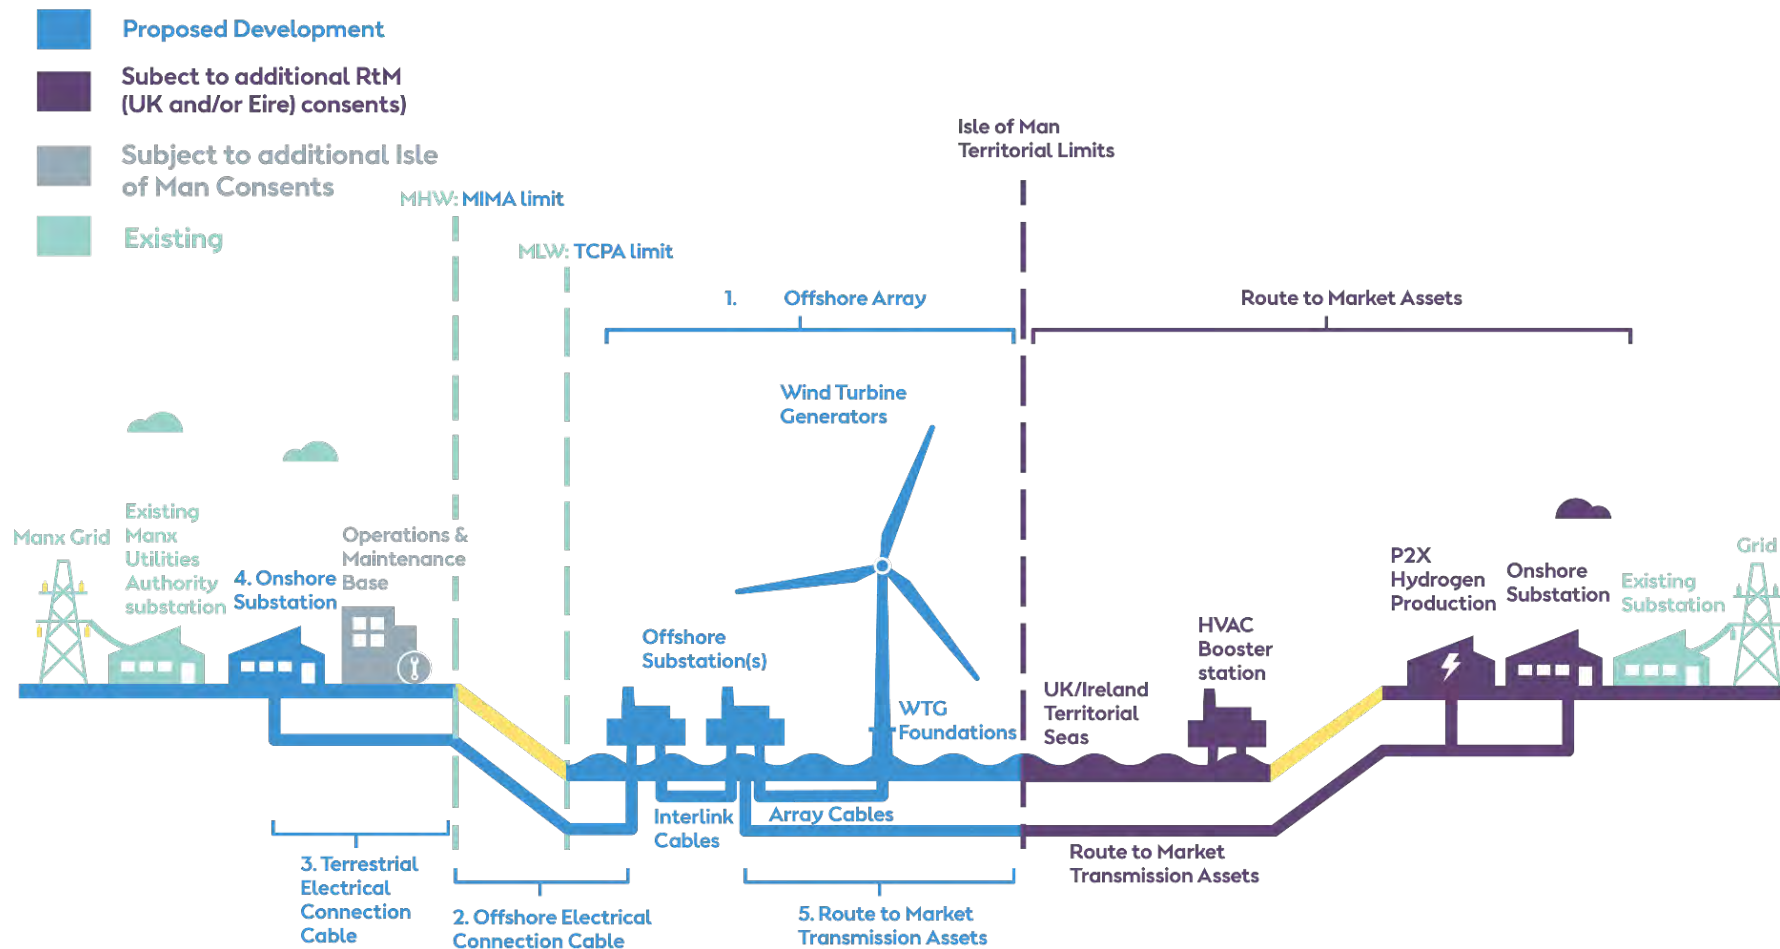 Proposed Development
Subect to additional RtM
(UK and/or Eire) consents)
Subject to additional Isle
of Man Consents
Existing
MHW: MIMA limit
MLW: TCPA limit
Isle of Man
Territorial Limits
1. Offshore Array
Route to Market Assets
Wind Turbine
Generators
Manx Grid
Existing
Manx
Utilities
Authority
substation
4. Onshore
Substation
Operations &
Maintenance
Base
Offshore
Substation(s)
WTG
Foundations
UK/Ireland
Territorial
Seas
HVAC
Booster
station
P2X
Hydrogen
Production
Onshore
Substation
Existing
Substation
Grid
Interlink
Cables
Array Cables
3. Terrestrial
Electrical
Connection
Cable
2. Offshore Electrical
Connection Cable
5. Route to Market
Transmission Assets
Route to Market
Transmission Assets